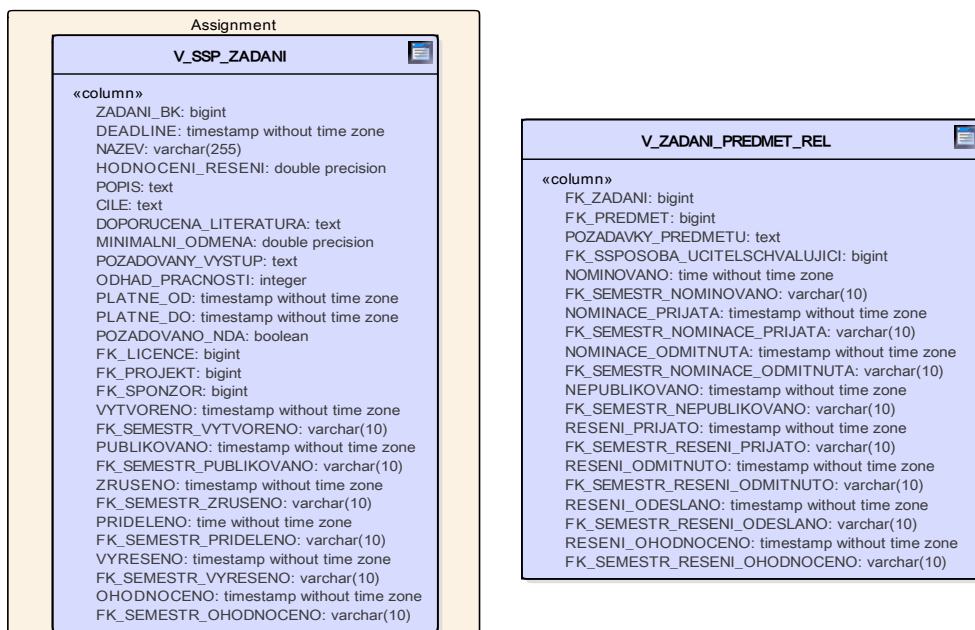 Assignment
V_SSP_ZADANI
«column»
ZADANI_BK: bigint
DEADLINE: timestamp without time zone
NAZEV: varchar(255)
HODNOCENI_RESENI: double precision
POPIS: text
CILE: text
DOPORUCENA_LITERATURA: text
MINIMALNI_ODMENA: double precision
POZADOVANY_VYSTUP: text
ODHAD_PRACNOSTI: integer
PLATNE_OD: timestamp without time zone
PLATNE_DO: timestamp without time zone
POZADOVANO_NDA: boolean
FK_LICENCE: bigint
FK_PROJEKT: bigint
FK_SPONZOR: bigint
VYTVORENO: timestamp without time zone
FK_SEMESTR_VYTVORENO: varchar(10)
PUBLIKOVANO: timestamp without time zone
FK_SEMESTR_PUBLIKOVANO: varchar(10)
ZRUSENO: timestamp without time zone
FK_SEMESTR_ZRUSENO: varchar(10)
PRIDELENO: time without time zone
FK_SEMESTR_PRIDELENO: varchar(10)
VYRESENO: timestamp without time zone
FK_SEMESTR_VYRESENO: varchar(10)
OHODNOCENO: timestamp without time zone
FK_SEMESTR_OHODNOCENO: varchar(10)
V_ZADANI_PREDMET_REL
«column»
FK_ZADANI: bigint
FK_PREDMET: bigint
POZADAVKY_PREDMETU: text
FK_SSPOSOBA_UCITELSCHVALUJICI: bigint
NOMINOVANO: time without time zone
FK_SEMESTR_NOMINOVANO: varchar(10)
NOMINACE_PRIJATA: timestamp without time zone
FK_SEMESTR_NOMINACE_PRIJATA: varchar(10)
NOMINACE_ODMITNUTA: timestamp without time zone
FK_SEMESTR_NOMINACE_ODMITNUTA: varchar(10)
NEPUBLIKOVANO: timestamp without time zone
FK_SEMESTR_NEPUBLIKOVANO: varchar(10)
RESENI_PRIJATO: timestamp without time zone
FK_SEMESTR_RESENI_PRIJATO: varchar(10)
RESENI_ODMITNUTO: timestamp without time zone
FK_SEMESTR_RESENI_ODMITNUTO: varchar(10)
RESENI_ODESLANO: timestamp without time zone
FK_SEMESTR_RESENI_ODESLANO: varchar(10)
RESENI_OHODNOCENO: timestamp without time zone
FK_SEMESTR_RESENI_OHODNOCENO: varchar(10)